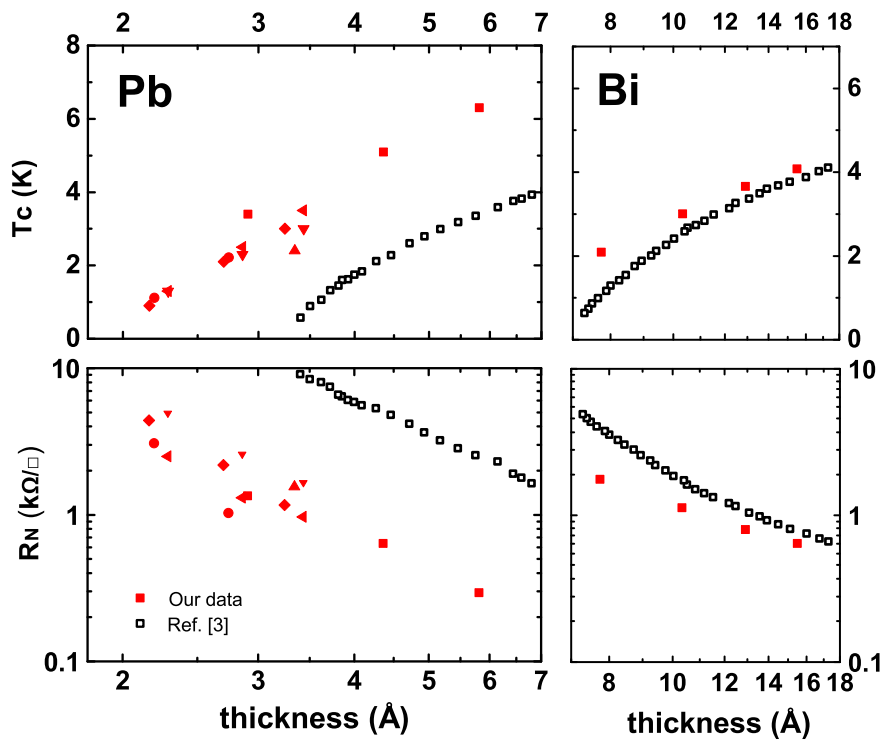 2 3 4 5 6 7
8 10 12 14 16 18
8
6
4
2
0
Tc (K)
Pb
Bi
6
4
2
0
10
1
0.1
RN (kΩ/□)
Our data
Ref. [3]
10
1
0.1
2 3 4 5 6 7
thickness (Å)
8 10 12 14 16 18
thickness (Å)